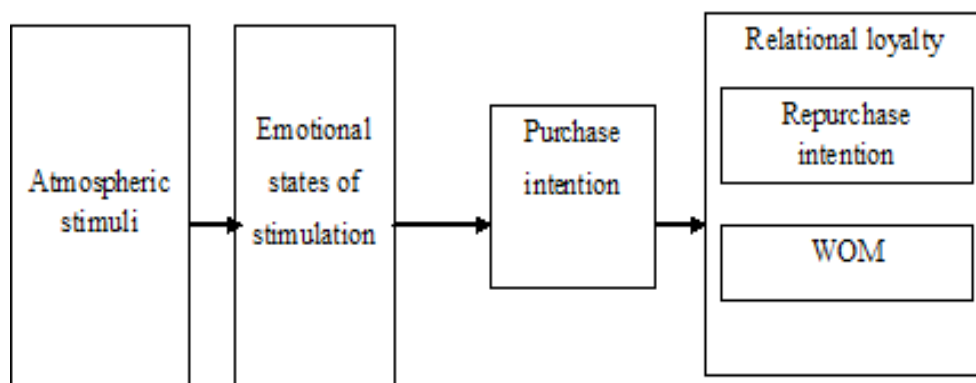 Atmospheric
stimuli
Emotional
states of
stimulation
Purchase
intention
Relational loyalty
Repurchase
intention
WOM